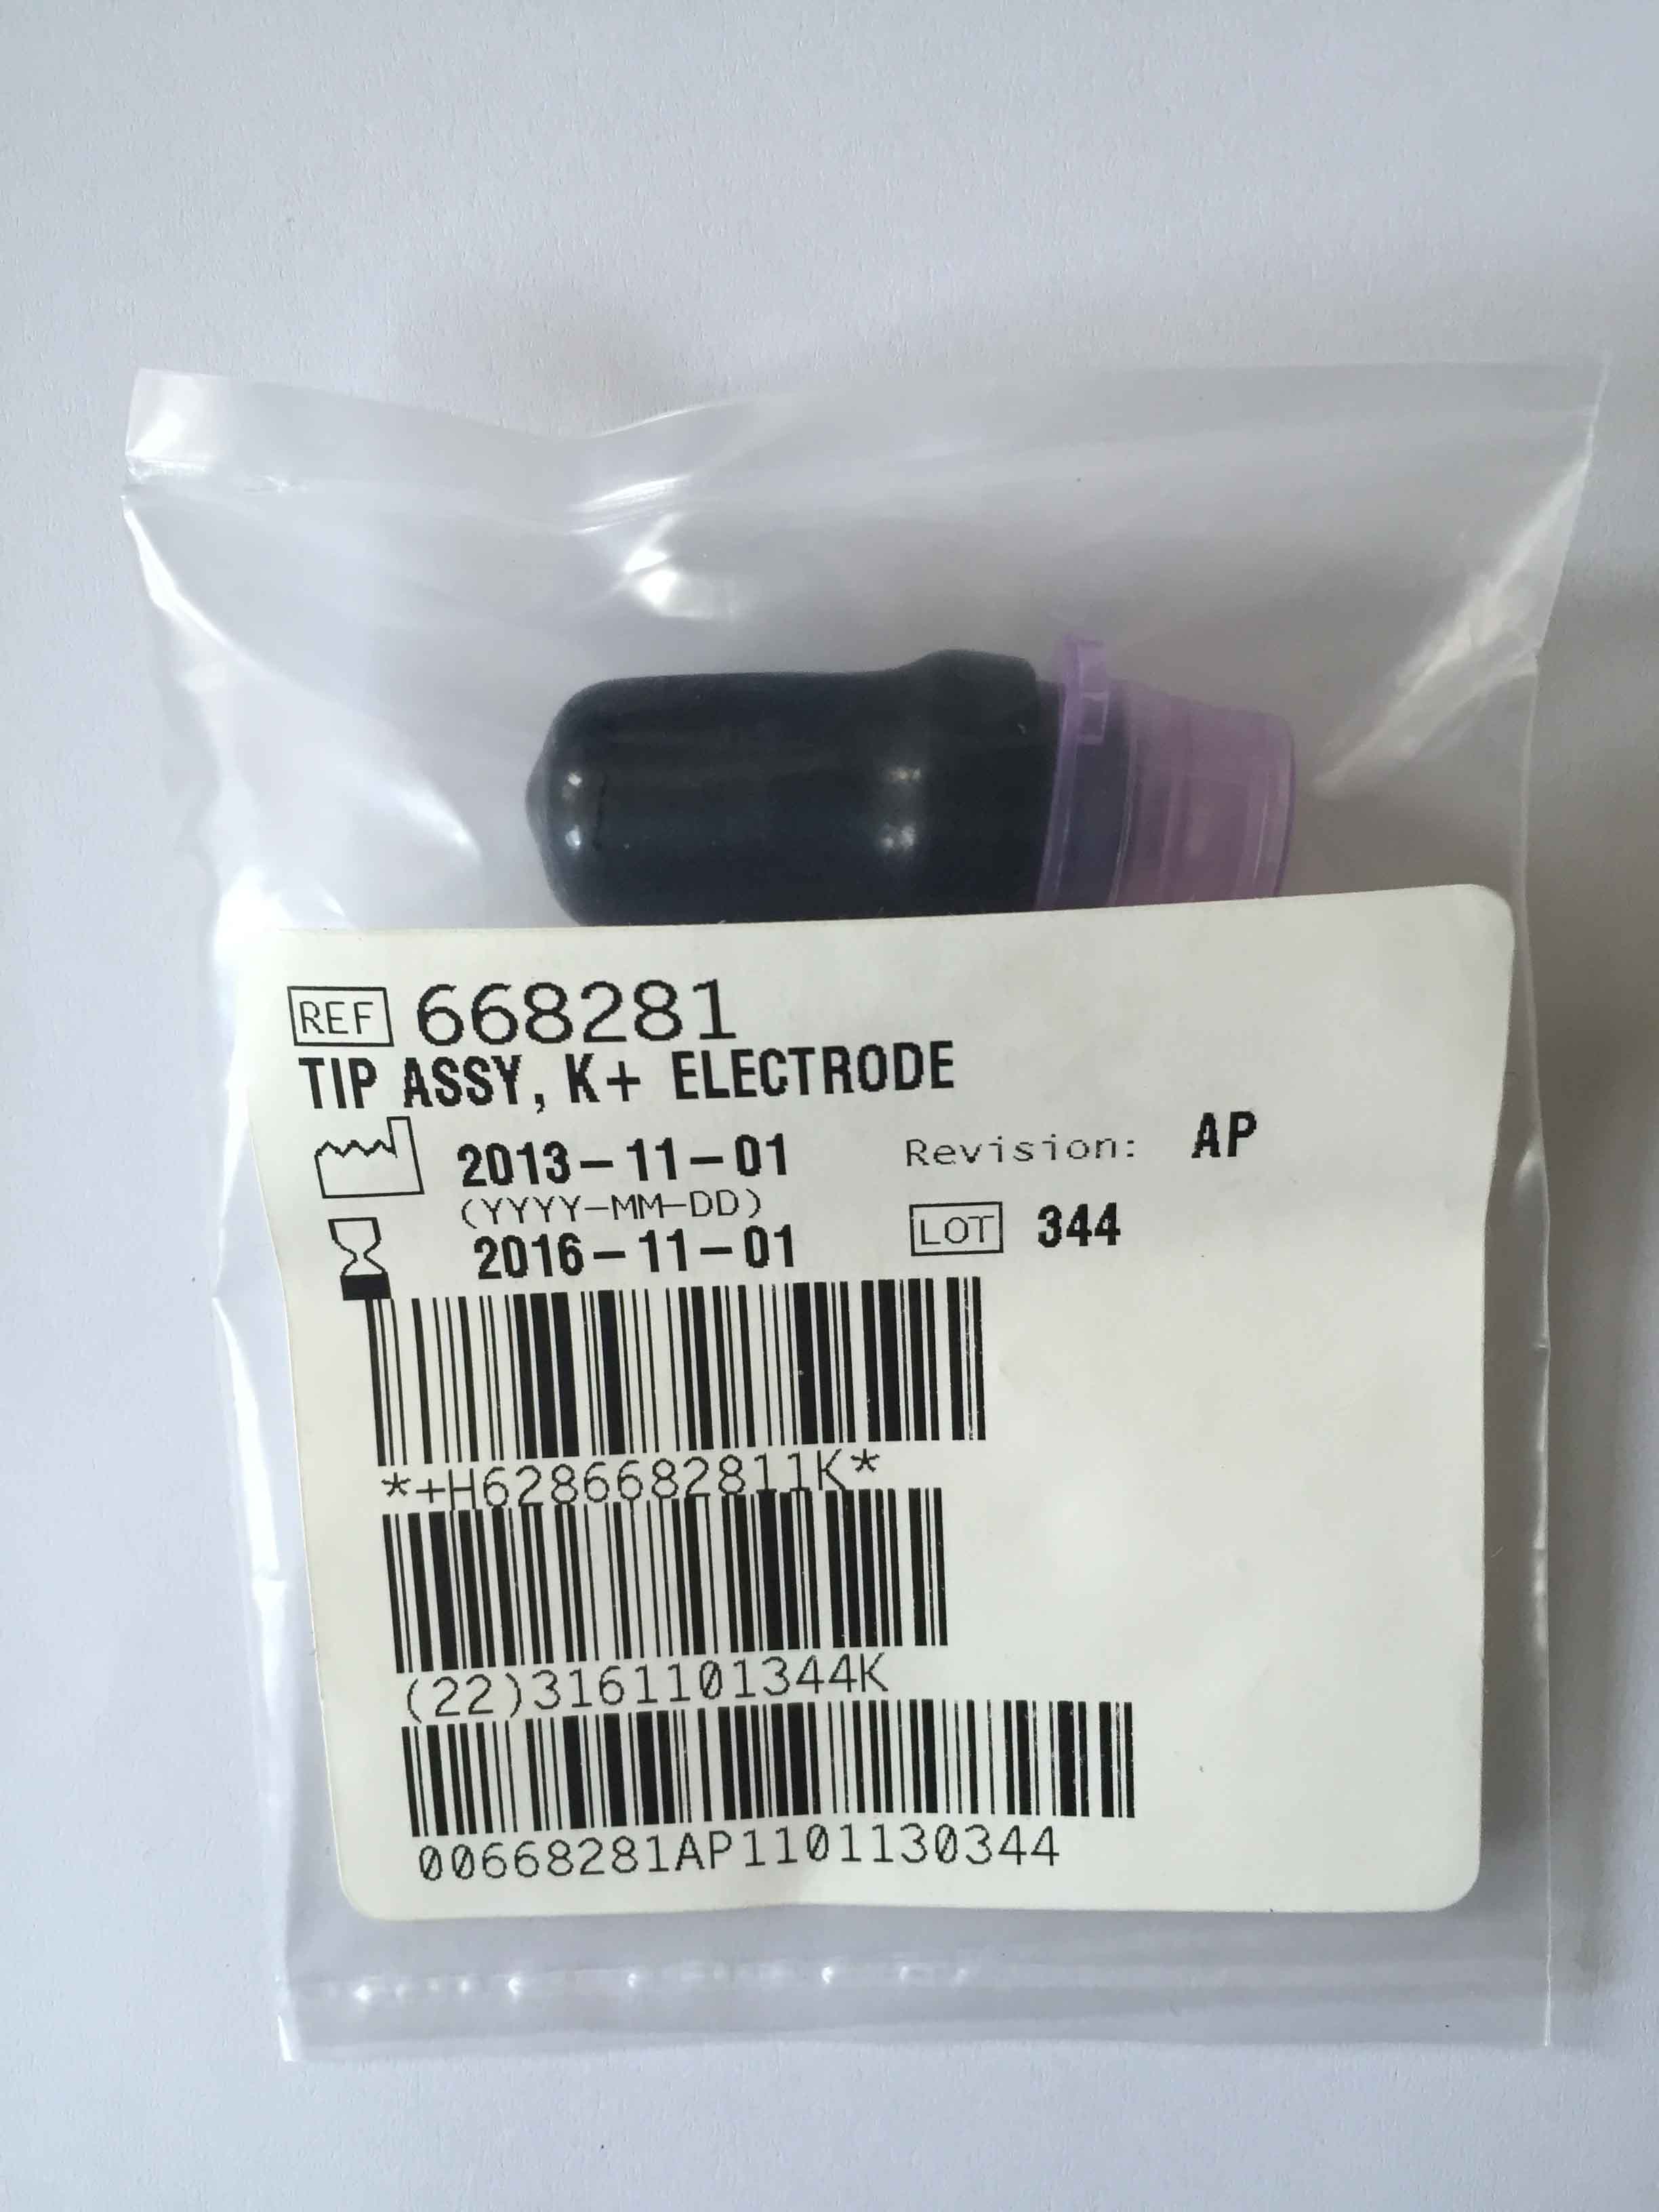 REF 668281
TIP ASSY, K+ ELECTRODE
2013-11-01 Revision: AP
(YYYY-MM-DD)
2016-11-01 LOT 344
*+H6286682811K*
(22)3161101344K
00668281AP1101130344